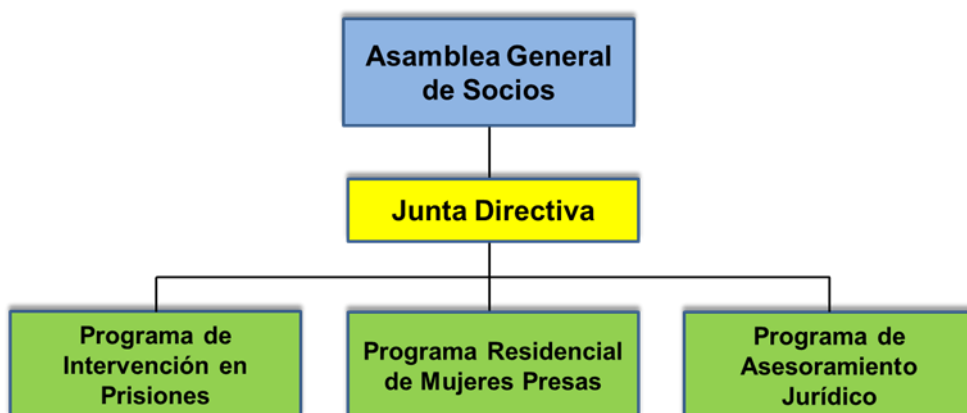 Asamblea General
de Socios
Junta Directiva
Programa de
Intervención en
Prisiones
Programa Residencial
de Mujeres Presas
Programa de
Asesoramiento
Jurídico